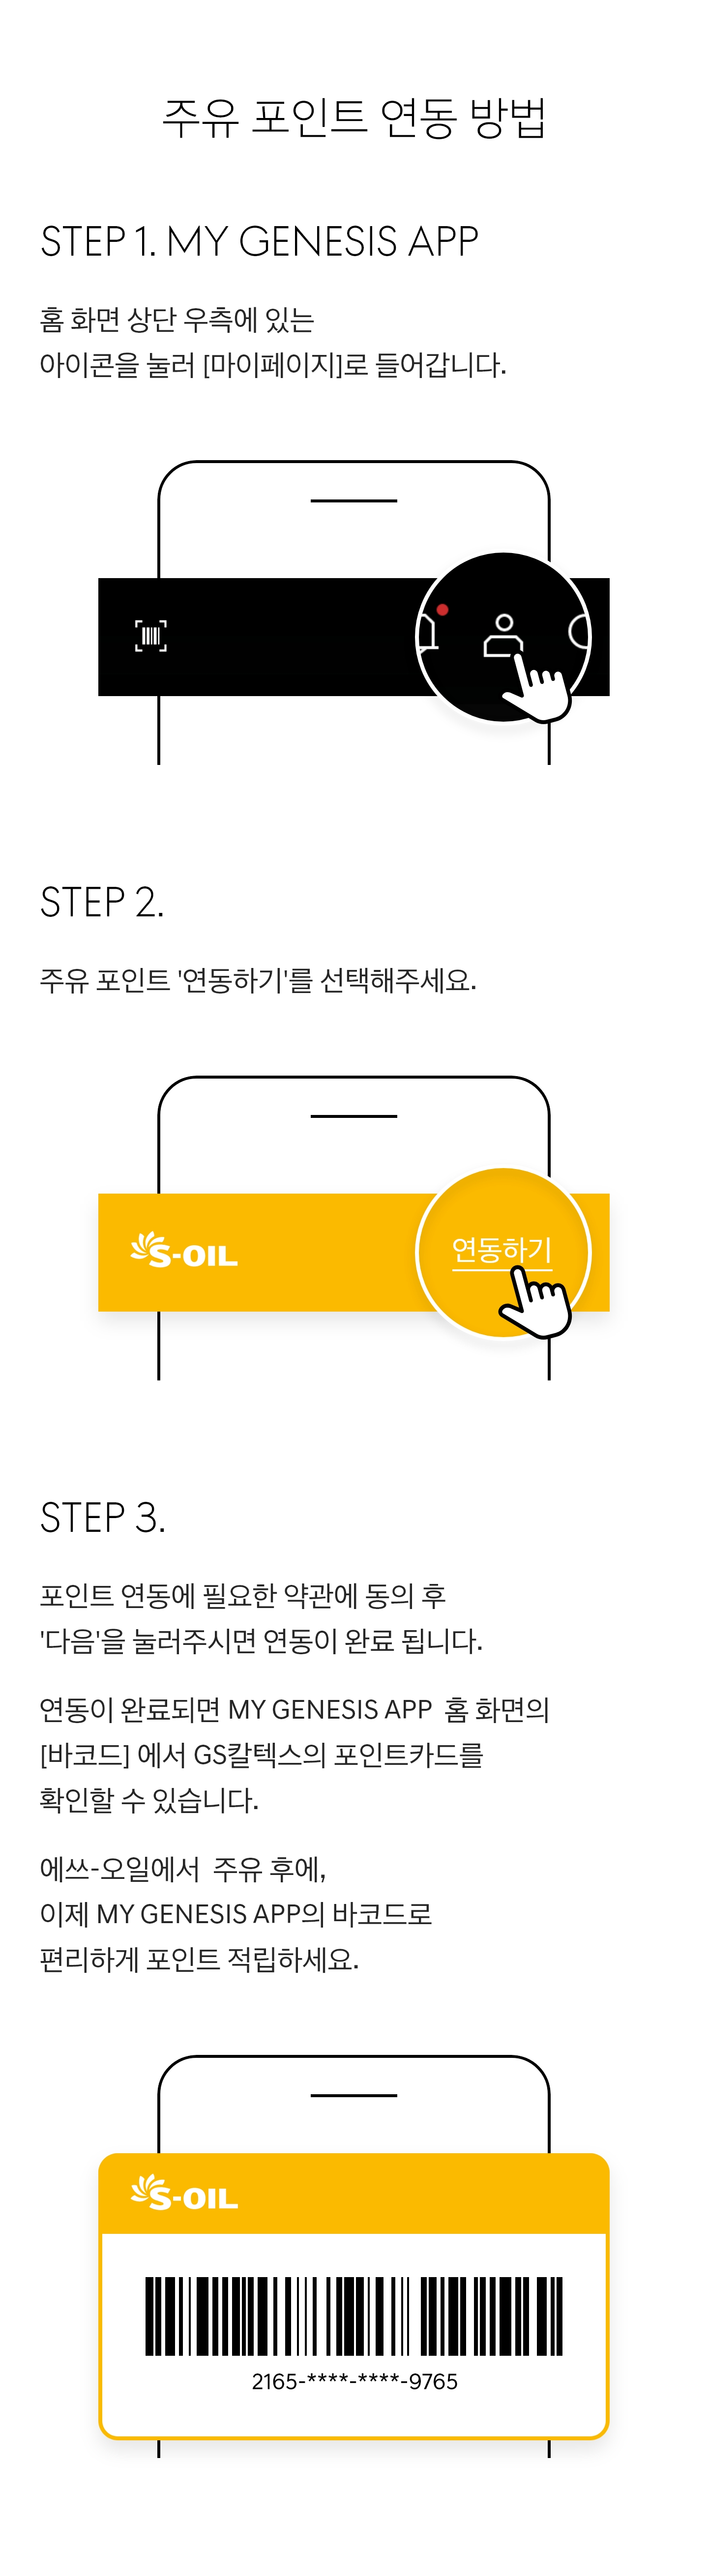 주유 포인트 연동 방법
STEP 1. MY GENESIS APP
홈 화면 상단 우측에 있는
아이콘을 눌러 [마이페이지]로 들어갑니다.
STEP 2.
주유 포인트 '연동하기'를 선택해주세요.
S-OIL
연동하기
STEP 3.
포인트 연동에 필요한 약관에 동의 후
'다음'을 눌러주시면 연동이 완료 됩니다.
연동이 완료되면 MY GENESIS APP 홈 화면의
[바코드] 에서 GS칼텍스의 포인트카드를
확인할 수 있습니다.
에쓰-오일에서 주유 후에,
이제 MY GENESIS APP의 바코드로
편리하게 포인트 적립하세요.
S-OIL
2165-****-****-9765